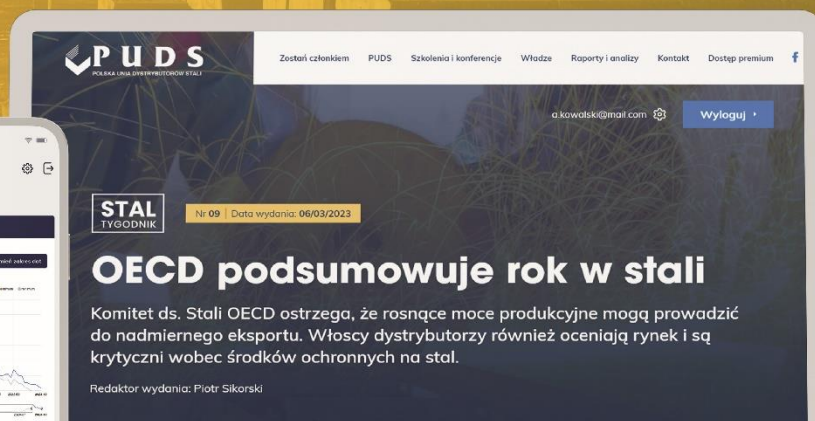 PUDS
POLSKA UNIA DYSTRYBUTORÓW STALI
Zostań członkiem PUDS Szkolenia i konferencje Władze Raporty i analizy Kontakt Dostęp premium f
a.kowalski@mail.com Wyloguj
STAL
TYGODNIK
Nr 09 | Data wydania: 06/03/2023
OECD podsumowuje rok w stali
Komitet ds. Stali OECD ostrzega, że rosnące moce produkcyjne mogą prowadzić
do nadmiernego eksportu. Włoscy dystrybutorzy również oceniają rynek i są
krytyczni wobec środków ochronnych na stal.
Redaktor wydania: Piotr Sikorski
zakres dat